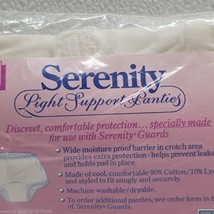 Serenity
Light Support Panties
Discreet, comfortable protection... specially made
for use with Serenity® Guards
• Wide moisture proof barrier in crotch area
provides extra protection - helps prevent leaks
and holds pad in place.
• Made of cool, comfortable 90% Cotton/10% Ly
and styled to fit snugly and securely.
• Machine washable/dryable.
• To order additional panties, see order form in b
of Serenity® Guards.